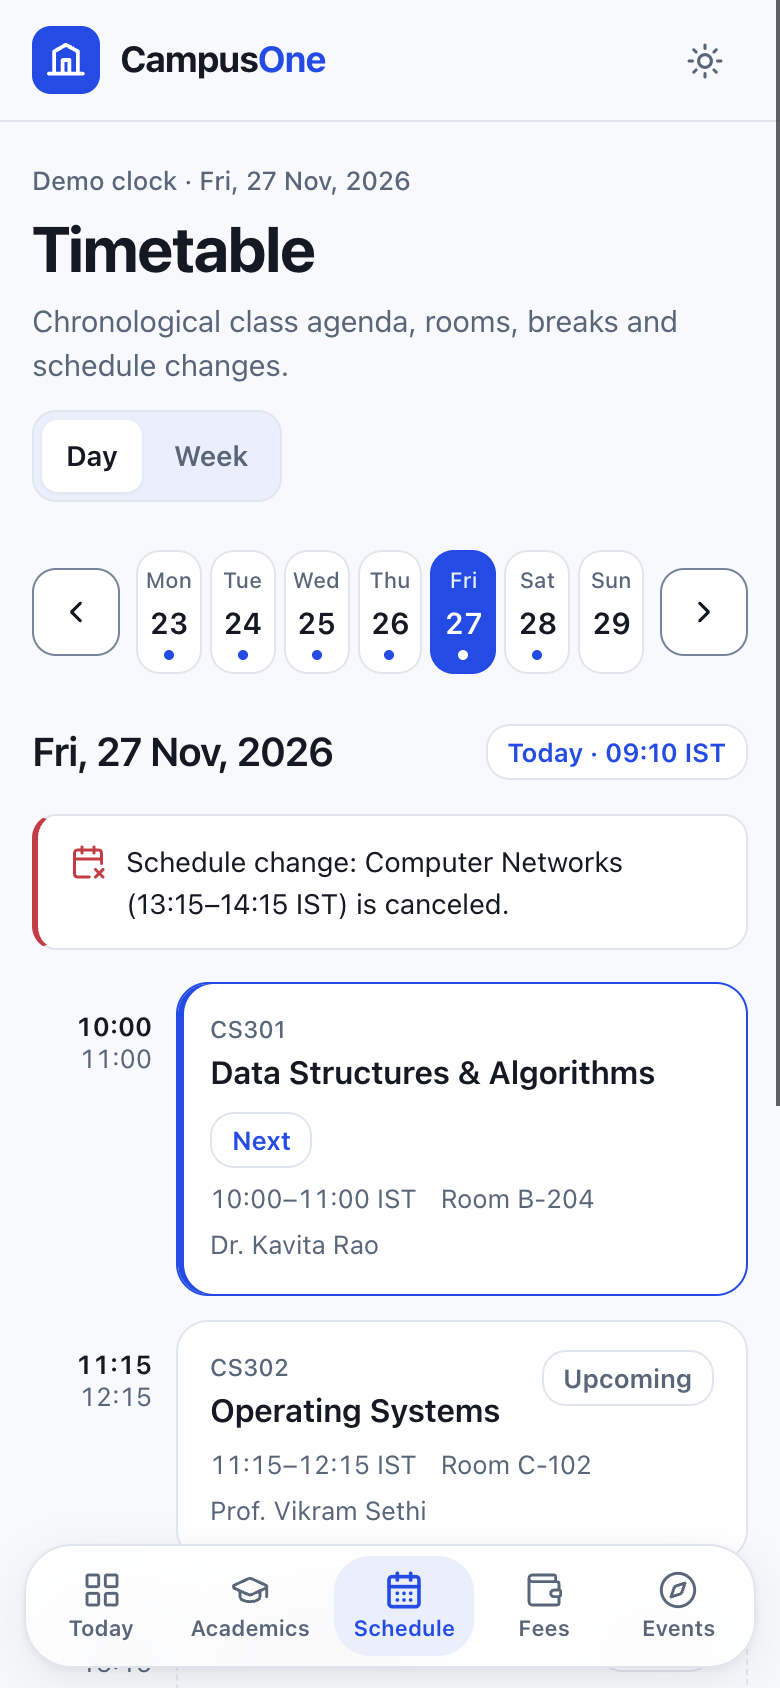 CampusOne
Demo clock · Fri, 27 Nov, 2026
Timetable
Chronological class agenda, rooms, breaks and
schedule changes.
Day Week
Mon Tue Wed Thu Fri Sat Sun
23 24 25 26 27 28 29
Fri, 27 Nov, 2026
Today · 09:10 IST
Schedule change: Computer Networks
(13:15–14:15 IST) is canceled.
10:00
11:00
CS301
Data Structures & Algorithms
Next
10:00–11:00 IST Room B-204
Dr. Kavita Rao
11:15
12:15
CS302
Upcoming
Operating Systems
11:15–12:15 IST Room C-102
Prof. Vikram Sethi
Today Academics Schedule Fees Events